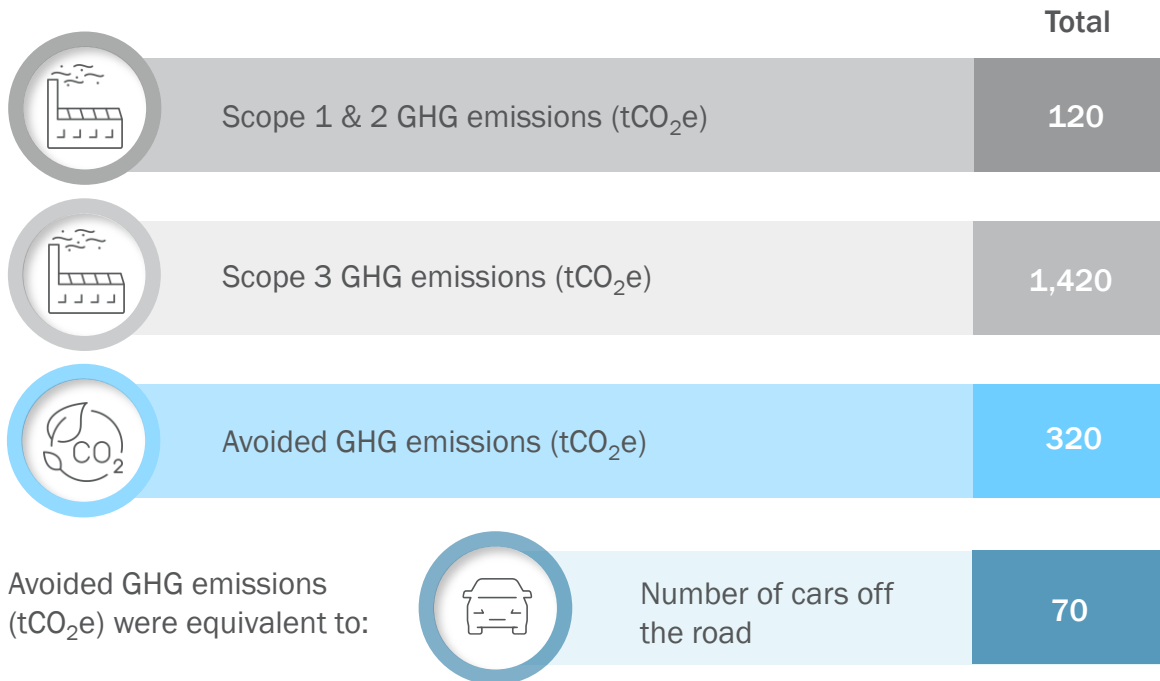 Total
Scope 1 & 2 GHG emissions (tCO₂e)
120
Scope 3 GHG emissions (tCO₂e)
1,420
CO₂
Avoided GHG emissions (tCO₂e)
320
Avoided GHG emissions
(tCO₂e) were equivalent to:
Number of cars off
the road
70